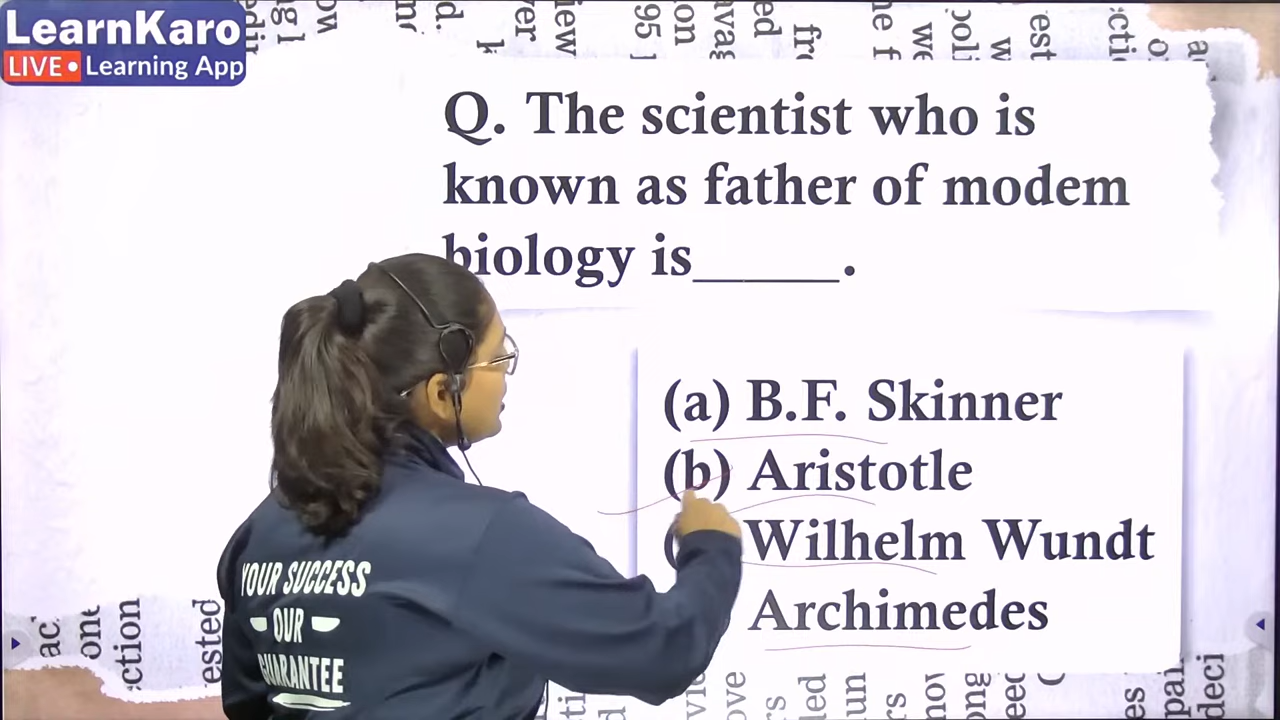 LearnKaro
LIVE • Learning App
Q. The scientist who is
known as father of modem
biology is_____.
(a) B.F. Skinner
(b) Aristotle
Wilhelm Wundt
Archimedes
YOUR SUCCESS
OUR
GUARANTEE